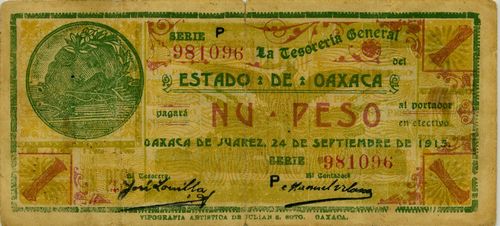 SERIE P
981096
La Tesorería General
del
ESTADO DE OAXACA
pagará NU · PESO al portador
en efectivo.
OAXACA DE JUAREZ, 24 DE SEPTIEMBRE DE 1915.
SERIE
P 981096
El Tesorero, El Contador
TIPOGRAFIA ARTISTICA DE JULIAN S. SOTO. OAXACA.